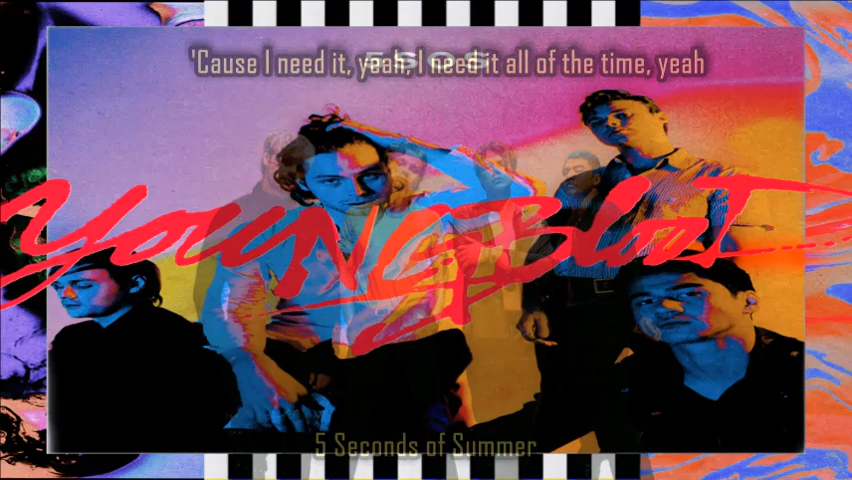 5SOS
'Cause I need it, yeah, I need it all of the time, yeah
YOUNGBLOOD
5 Seconds of Summer